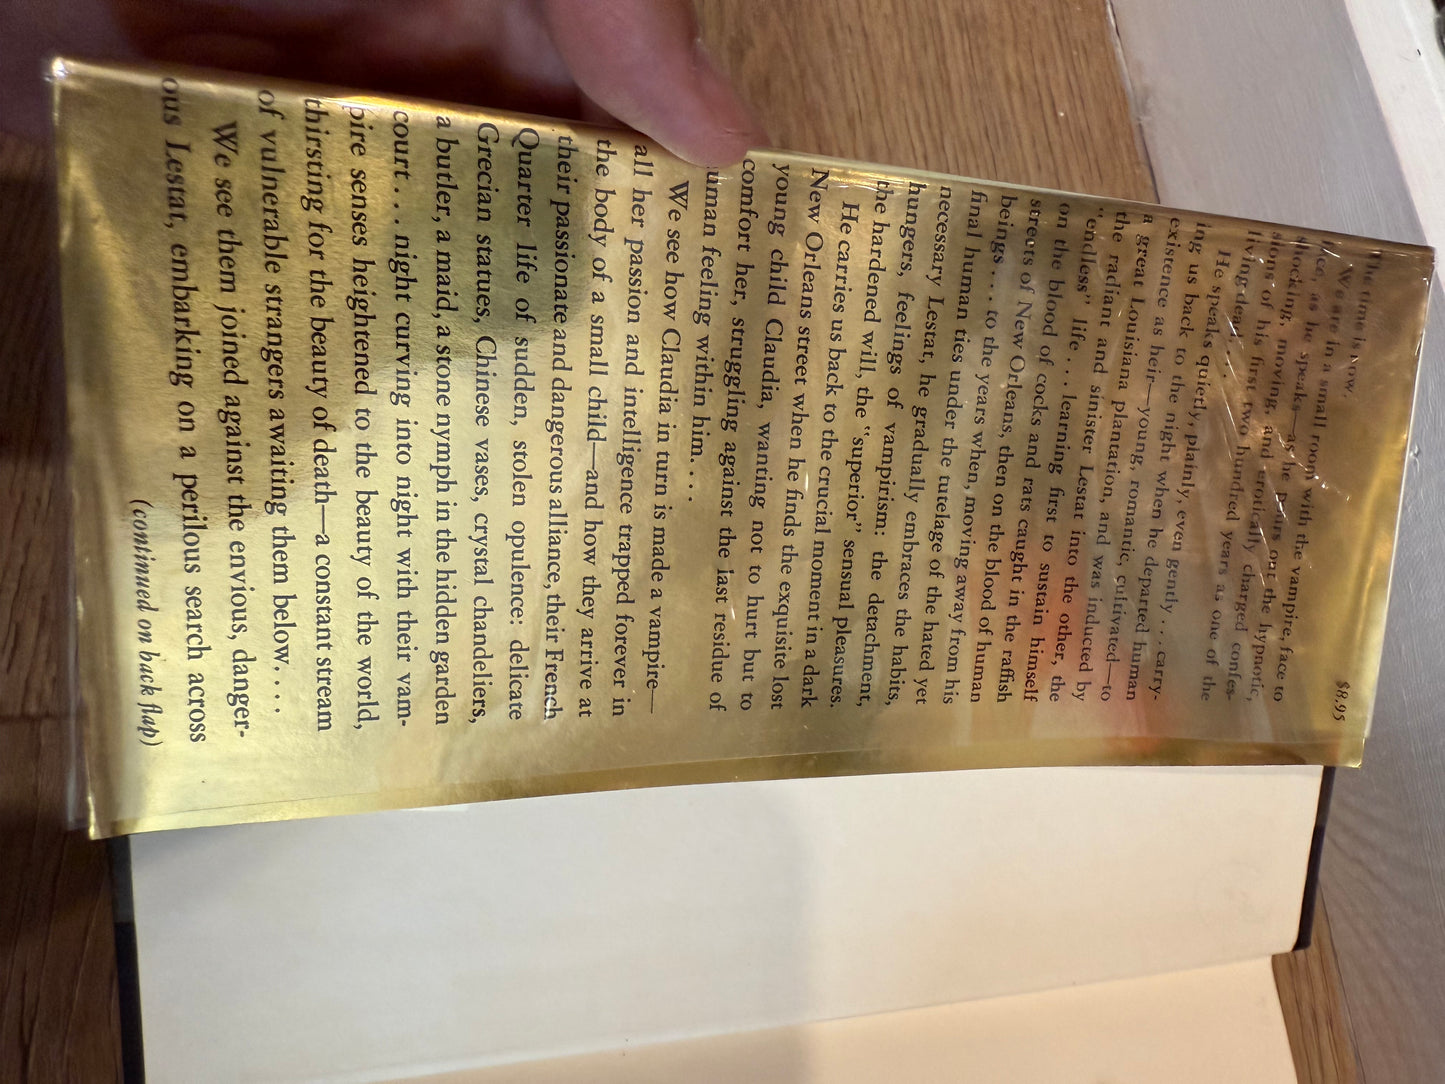 $8.95
The time is now.
We are in a small room with the vampire, face to
face, as he speaks—as he pours out the hypnotic,
shocking, moving, and erotically charged confes-
sions of his first two hundred years as one of the
living dead. . . .
He speaks quietly, plainly, even gently . . . carry-
ing us back to the night when he departed human
existence as heir—young, romantic, cultivated—to
a great Louisiana plantation, and was inducted by
the radiant and sinister Lestat into the other, the
"endless" life . . . learning first to sustain himself
on the blood of cocks and rats caught in the raffish
streets of New Orleans, then on the blood of human
beings . . . to the years when, moving away from his
final human ties under the tutelage of the hated yet
necessary Lestat, he gradually embraces the habits,
hungers, feelings of vampirism: the detachment,
the hardened will, the "superior" sensual pleasures.
He carries us back to the crucial moment in a dark
New Orleans street when he finds the exquisite lost
young child Claudia, wanting not to hurt but to
comfort her, struggling against the last residue of
uman feeling within him. . . .
We see how Claudia in turn is made a vampire—
all her passion and intelligence trapped forever in
the body of a small child—and how they arrive at
their passionate and dangerous alliance, their French
Quarter life of sudden, stolen opulence: delicate
Grecian statues, Chinese vases, crystal chandeliers,
a butler, a maid, a stone nymph in the hidden garden
court . . . night curving into night with their vam-
pire senses heightened to the beauty of the world,
thirsting for the beauty of death—a constant stream
of vulnerable strangers awaiting them below. . . .
We see them joined against the envious, danger-
ous Lestat, embarking on a perilous search across
(continued on back flap)